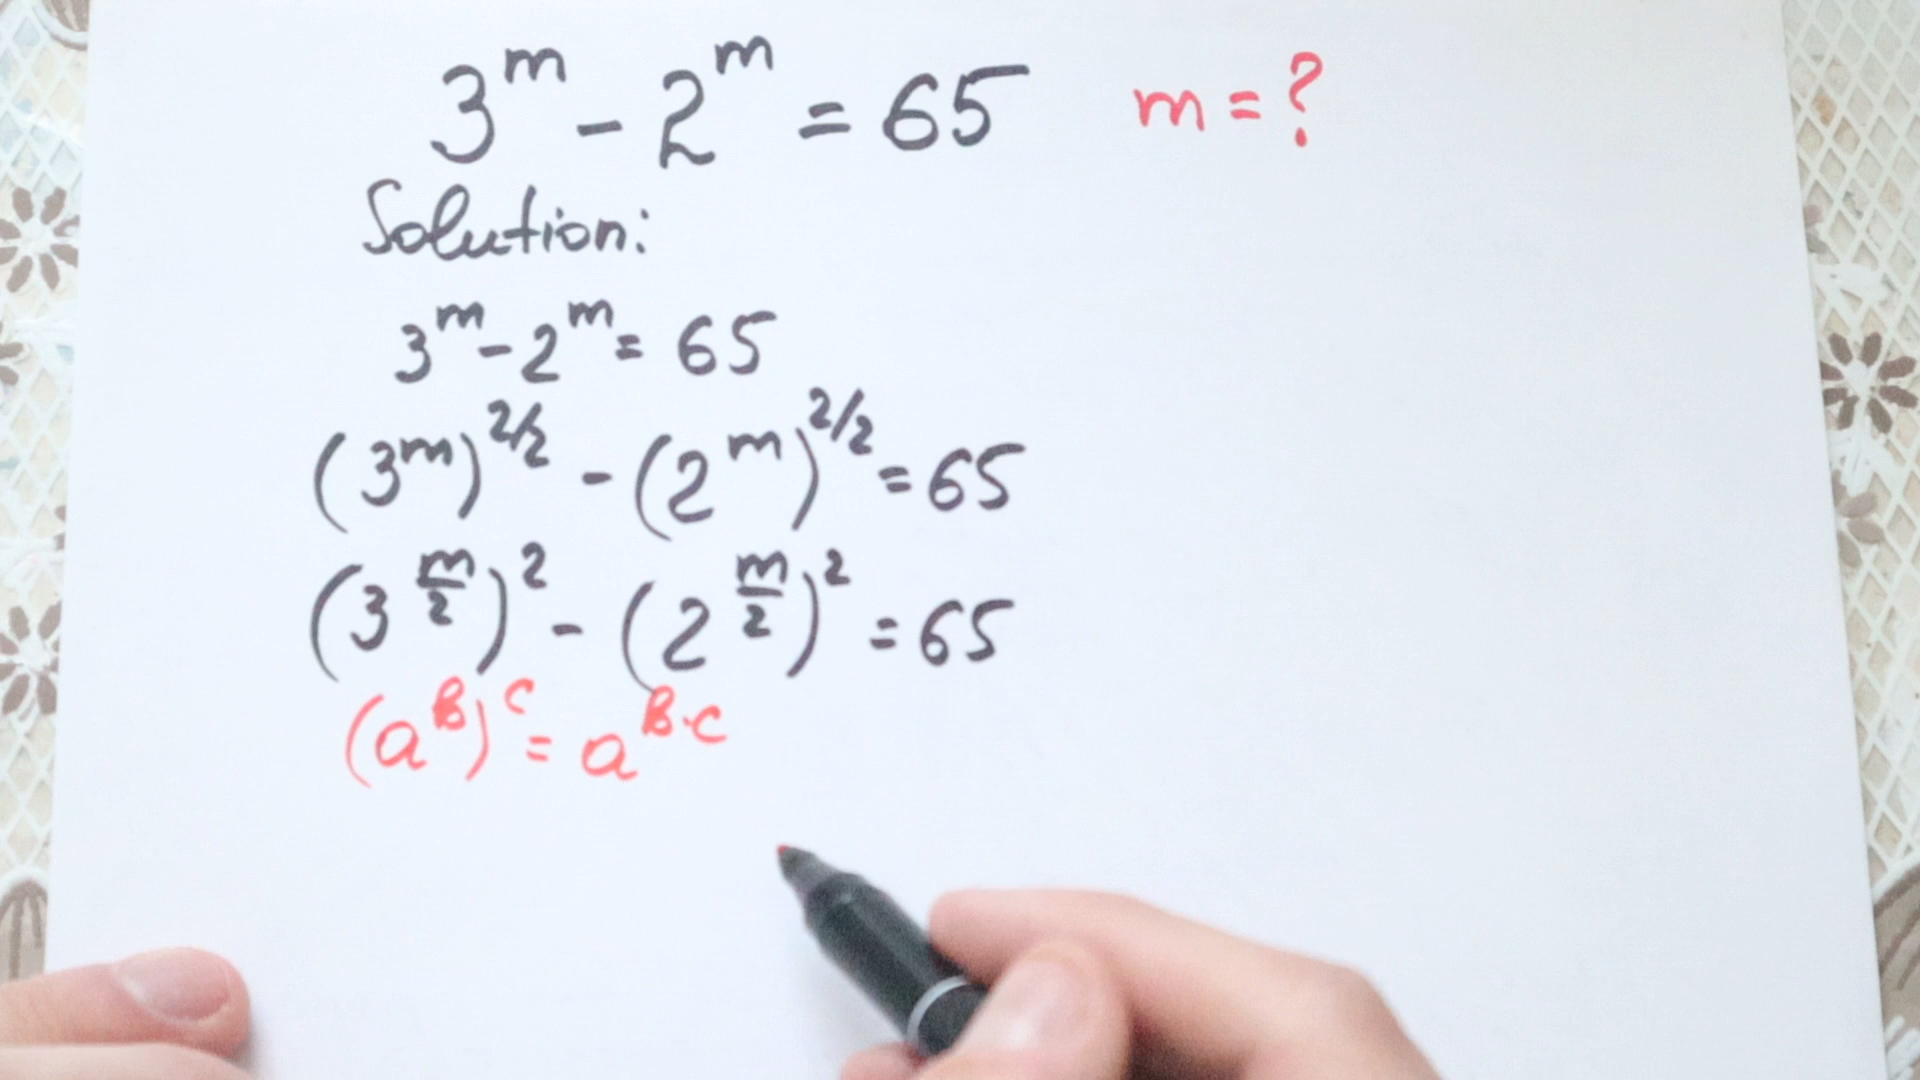 3^m - 2^m = 65 m = ?
Solution:
3^m - 2^m = 65
(3^m)^2/2 - (2^m)^2/2 = 65
(3^m/2)^2 - (2^m/2)^2 = 65
(a^B)^c = a^B·c